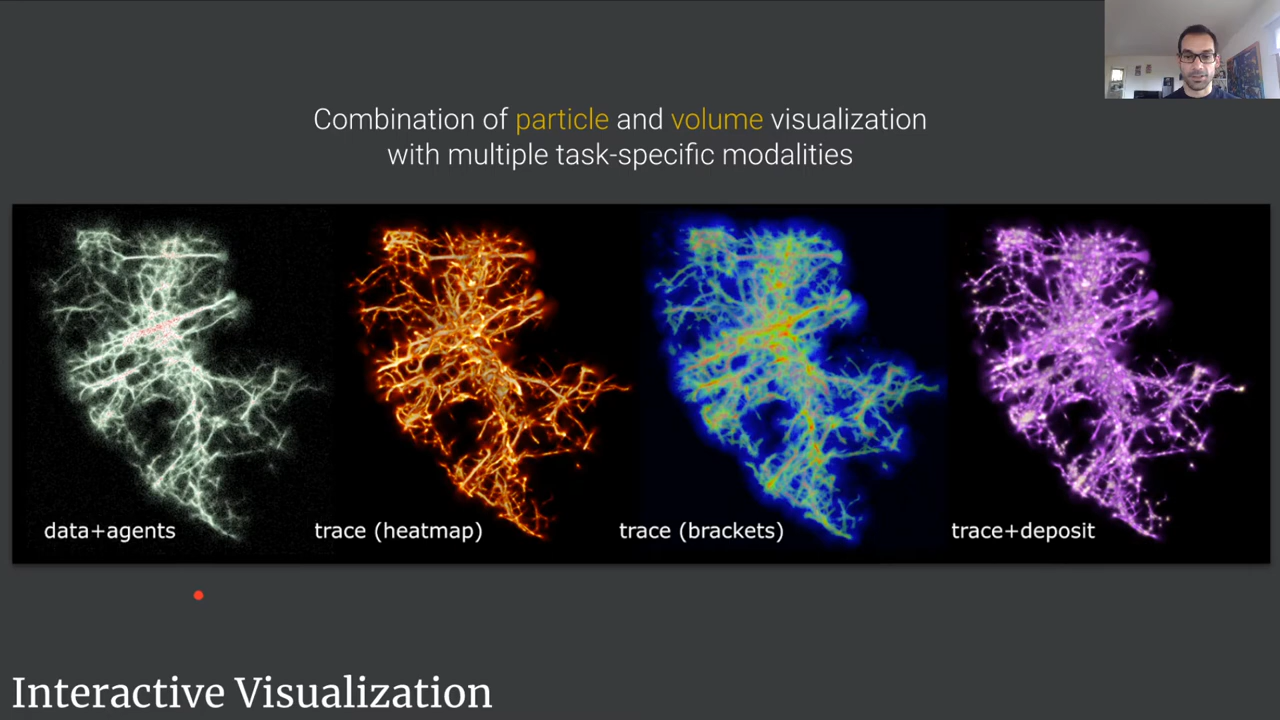 Combination of particle and volume visualization
with multiple task-specific modalities
data+agents
trace (heatmap)
trace (brackets)
trace+deposit
Interactive Visualization